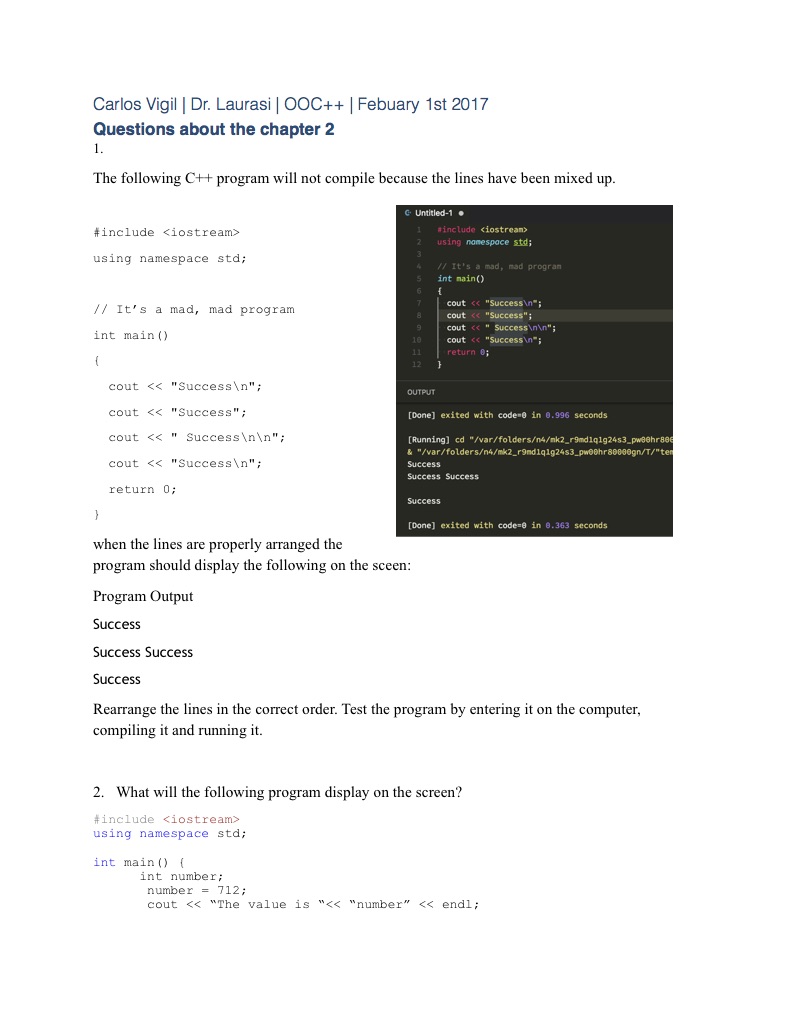 Carlos Vigil | Dr. Laurasi | OOC++ | Febuary 1st 2017
Questions about the chapter 2
1.
The following C++ program will not compile because the lines have been mixed up.
#include <iostream>
using namespace std;
// It’s a mad, mad program
int main()
{
cout << "Success\n";
cout << "Success";
cout << " Success\n\n";
cout << "Success\n";
return 0;
}
Untitled-1 ●
1 #include <iostream>
2 using namespace std;
3
4 // It's a mad, mad program
5 int main()
6 {
7 cout << "Success\n";
8 cout << "Success";
9 cout << " Success\n\n";
10 cout << "Success\n";
11 return 0;
12 }
OUTPUT
[Done] exited with code=0 in 0.996 seconds
[Running] cd "/var/folders/n4/mk2_r9md1q1g24s3_pw00hr800
& "/var/folders/n4/mk2_r9md1q1g24s3_pw00hr80000gn/T/"tem
Success
Success Success
Success
[Done] exited with code=0 in 0.363 seconds
when the lines are properly arranged the
program should display the following on the sceen:
Program Output
Success
Success Success
Success
Rearrange the lines in the correct order. Test the program by entering it on the computer,
compiling it and running it.
2. What will the following program display on the screen?
#include <iostream>
using namespace std;
int main() {
int number;
number = 712;
cout << “The value is “<< “number” << endl;